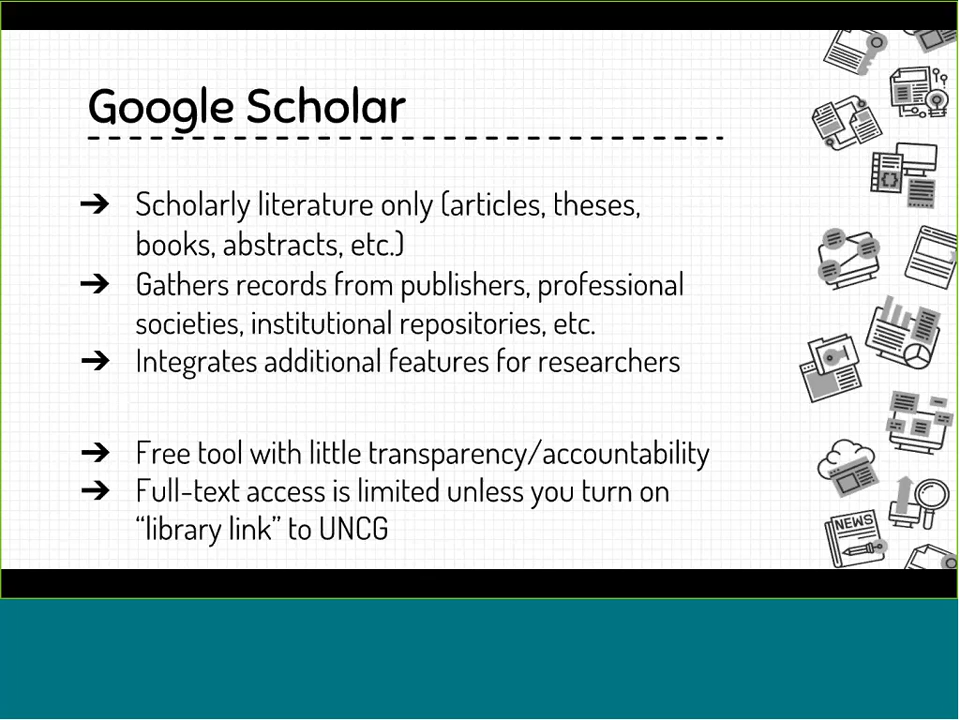 Google Scholar
➔ Scholarly literature only (articles, theses,
books, abstracts, etc.)
➔ Gathers records from publishers, professional
societies, institutional repositories, etc.
➔ Integrates additional features for researchers
➔ Free tool with little transparency/accountability
➔ Full-text access is limited unless you turn on
“library link” to UNCG
NEWS